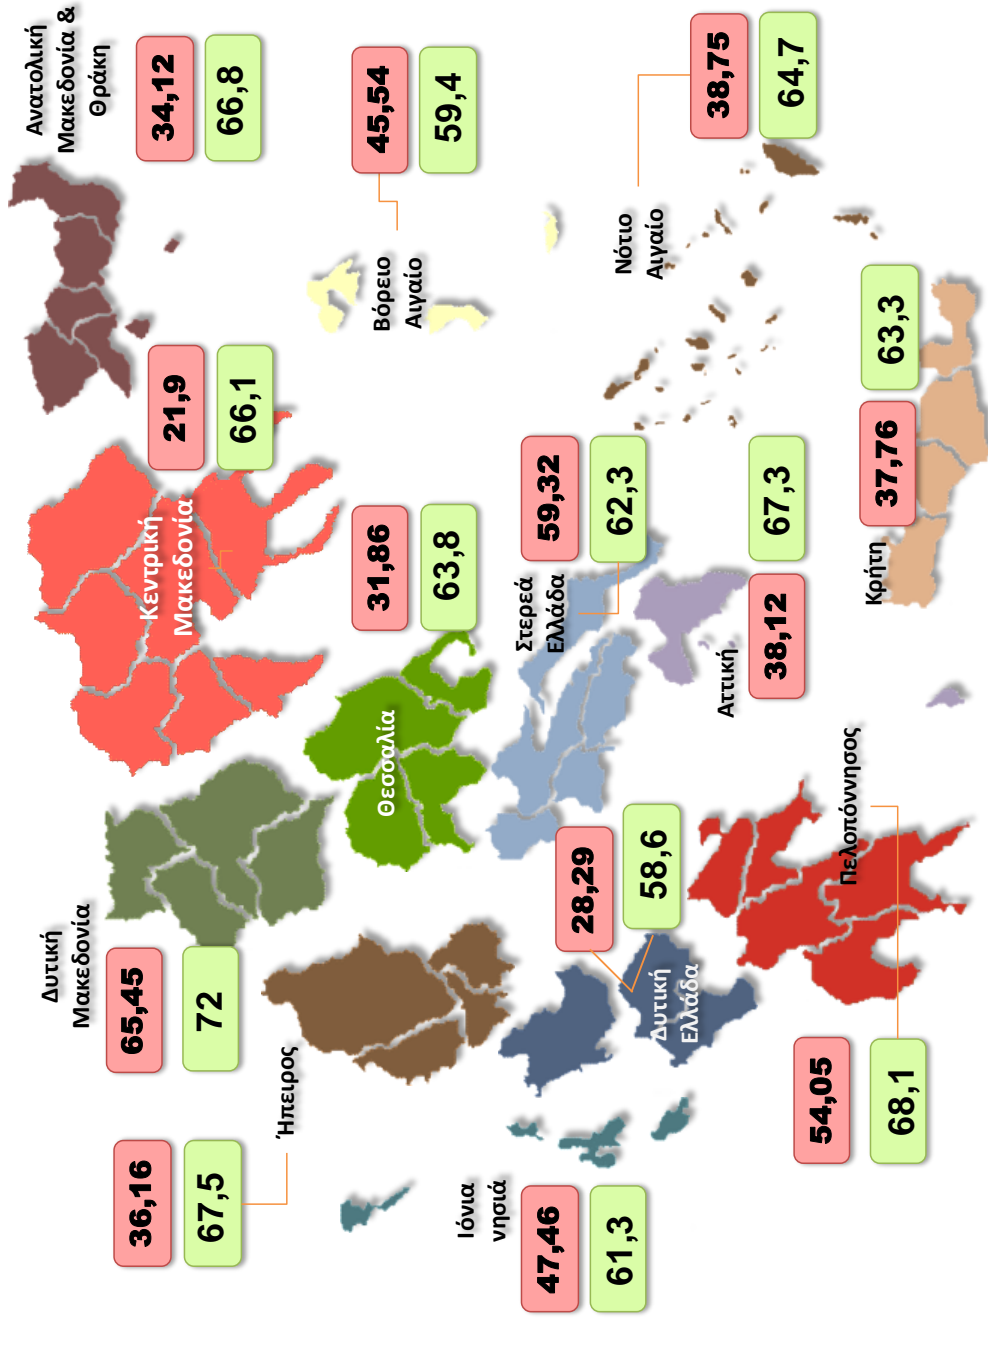 Ανατολική
Μακεδονία &
Θράκη
34,12
66,8
Κεντρική
Μακεδονία
21,9
66,1
Δυτική
Μακεδονία
65,45
72
Ήπειρος
36,16
67,5
Θεσσαλία
31,86
63,8
Βόρειο
Αιγαίο
45,54
59,4
Ιόνια
νησιά
47,46
61,3
Δυτική
Ελλάδα
28,29
58,6
Στερεά
Ελλάδα
59,32
62,3
Αττική
38,12
67,3
Πελοπόννησος
54,05
68,1
Νότιο
Αιγαίο
38,75
64,7
Κρήτη
37,76
63,3